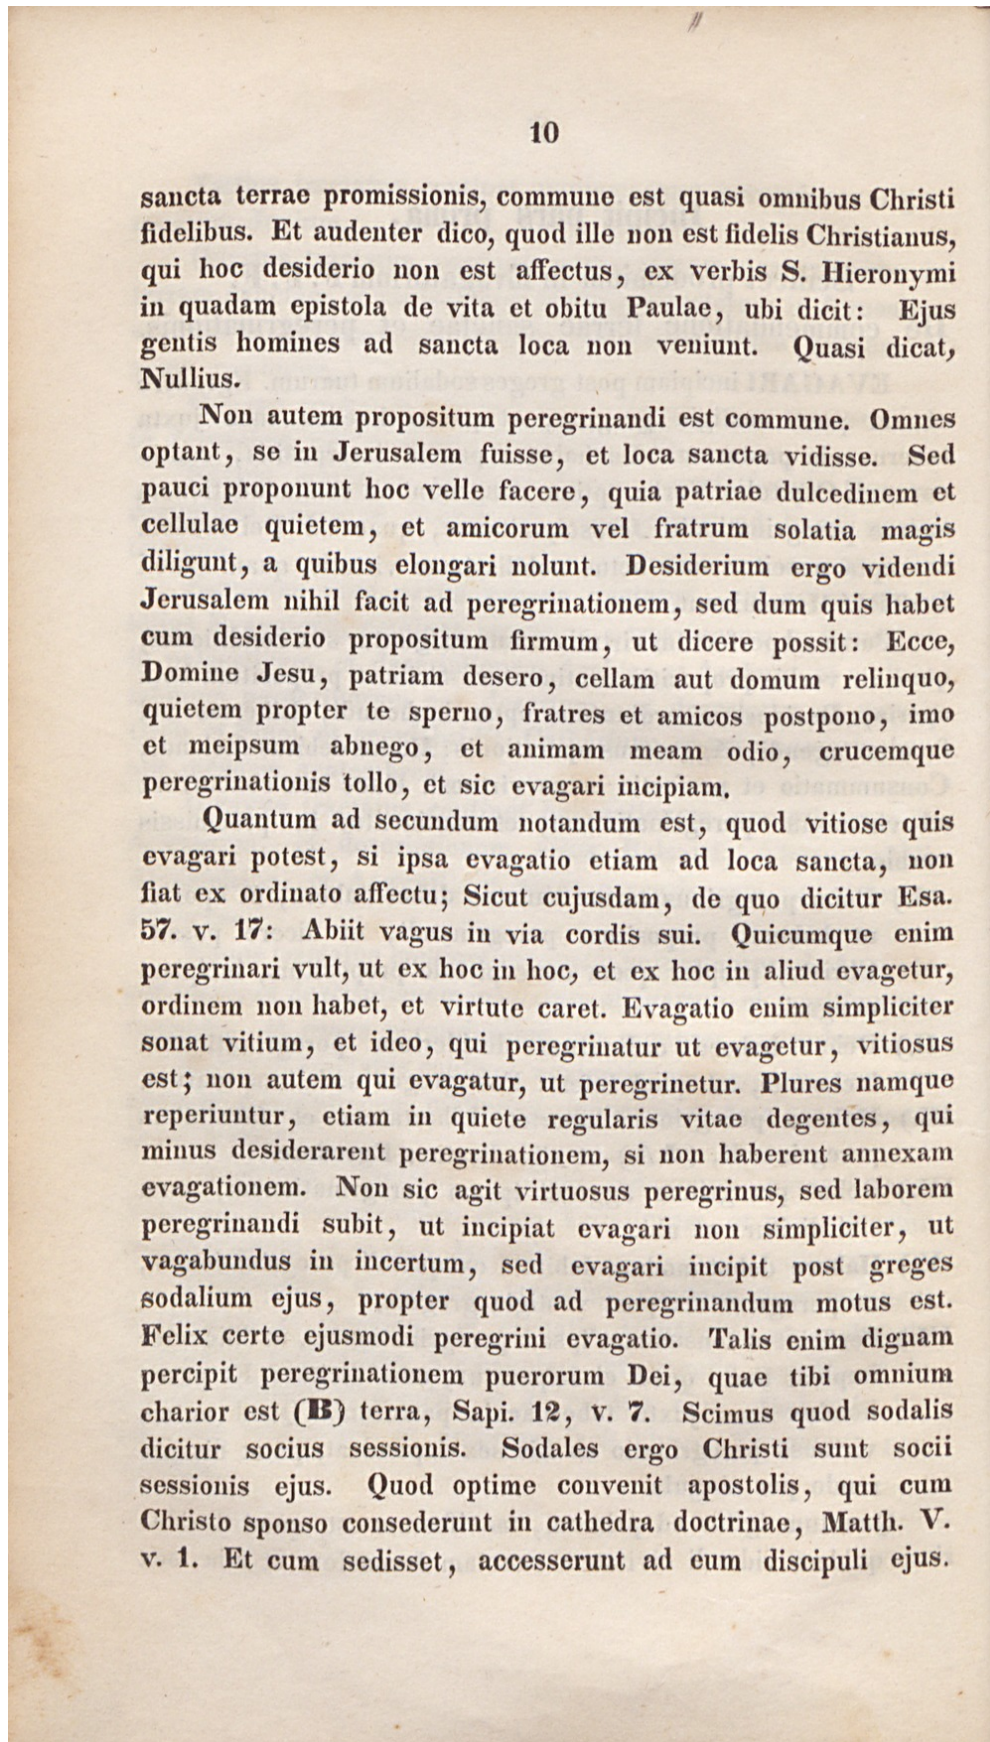 10
sancta terrae promissionis, commune est quasi omnibus Christi
fidelibus. Et audenter dico, quod ille non est fidelis Christianus,
qui hoc desiderio non est affectus, ex verbis S. Hieronymi
in quadam epistola de vita et obitu Paulae, ubi dicit: Ejus
gentis homines ad sancta loca non veniunt. Quasi dicat,
Nullius.
Non autem propositum peregrinandi est commune. Omnes
optant, se in Jerusalem fuisse, et loca sancta vidisse. Sed
pauci proponunt hoc velle facere, quia patriae dulcedinem et
cellulae quietem, et amicorum vel fratrum solatia magis
diligunt, a quibus elongari nolunt. Desiderium ergo videndi
Jerusalem nihil facit ad peregrinationem, sed dum quis habet
cum desiderio propositum firmum, ut dicere possit: Ecce,
Domine Jesu, patriam desero, cellam aut domum relinquo,
quietem propter te sperno, fratres et amicos postpono, imo
et meipsum abnego, et animam meam odio, crucemque
peregrinationis tollo, et sic evagari incipiam.
Quantum ad secundum notandum est, quod vitiose quis
evagari potest, si ipsa evagatio etiam ad loca sancta, non
fiat ex ordinato affectu; Sicut cujusdam, de quo dicitur Esa.
57. v. 17: Abiit vagus in via cordis sui. Quicumque enim
peregrinari vult, ut ex hoc in hoc, et ex hoc in aliud evagetur,
ordinem non habet, et virtute caret. Evagatio enim simpliciter
sonat vitium, et ideo, qui peregrinatur ut evagetur, vitiosus
est; non autem qui evagatur, ut peregrinetur. Plures namque
reperiuntur, etiam in quiete regularis vitae degentes, qui
minus desiderarent peregrinationem, si non haberent annexam
evagationem. Non sic agit virtuosus peregrinus, sed laborem
peregrinandi subit, ut incipiat evagari non simpliciter, ut
vagabundus in incertum, sed evagari incipit post greges
sodalium ejus, propter quod ad peregrinandum motus est.
Felix certe ejusmodi peregrini evagatio. Talis enim dignam
percipit peregrinationem puerorum Dei, quae tibi omnium
charior est (B) terra, Sapi. 12, v. 7. Scimus quod sodalis
dicitur socius sessionis. Sodales ergo Christi sunt socii
sessionis ejus. Quod optime convenit apostolis, qui cum
Christo sponso consederunt in cathedra doctrinae, Matth. V.
v. 1. Et cum sedisset, accesserunt ad eum discipuli ejus.